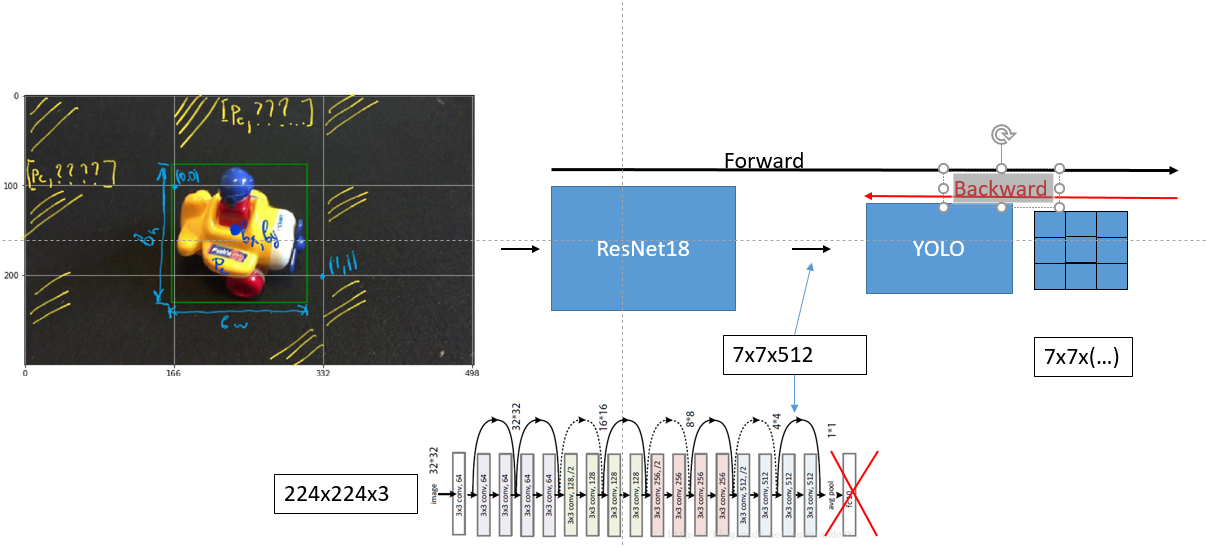 0
100
200
0
166
332
498
[Pc, ???...]
[Pc, ????]
(0,0)
bh
bx, by
Pc
(1,1)
bw
Forward
Backward
ResNet18
YOLO
7x7x512
7x7x(...)
224x224x3
32*32
32*32
16*16
8*8
4*4
1*1
image
3x3 conv, 64
3x3 conv, 64
3x3 conv, 64
3x3 conv, 64
3x3 conv, 64
3x3 conv, 128, /2
3x3 conv, 128
3x3 conv, 128
3x3 conv, 128
3x3 conv, 256, /2
3x3 conv, 256
3x3 conv, 256
3x3 conv, 256
3x3 conv, 512, /2
3x3 conv, 512
3x3 conv, 512
3x3 conv, 512
avg pool